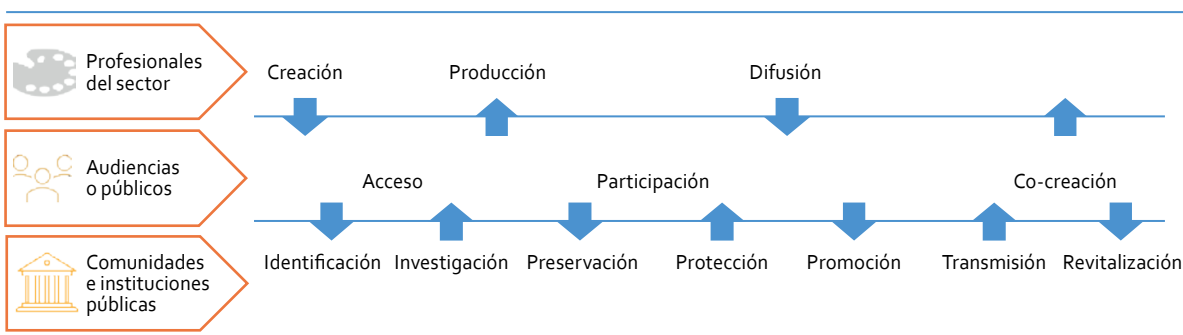 Profesionales
del sector
Creación
Producción
Difusión
Audiencias
o públicos
Acceso
Participación
Co-creación
Comunidades
e instituciones
públicas
Identificación
Investigación
Preservación
Protección
Promoción
Transmisión
Revitalización